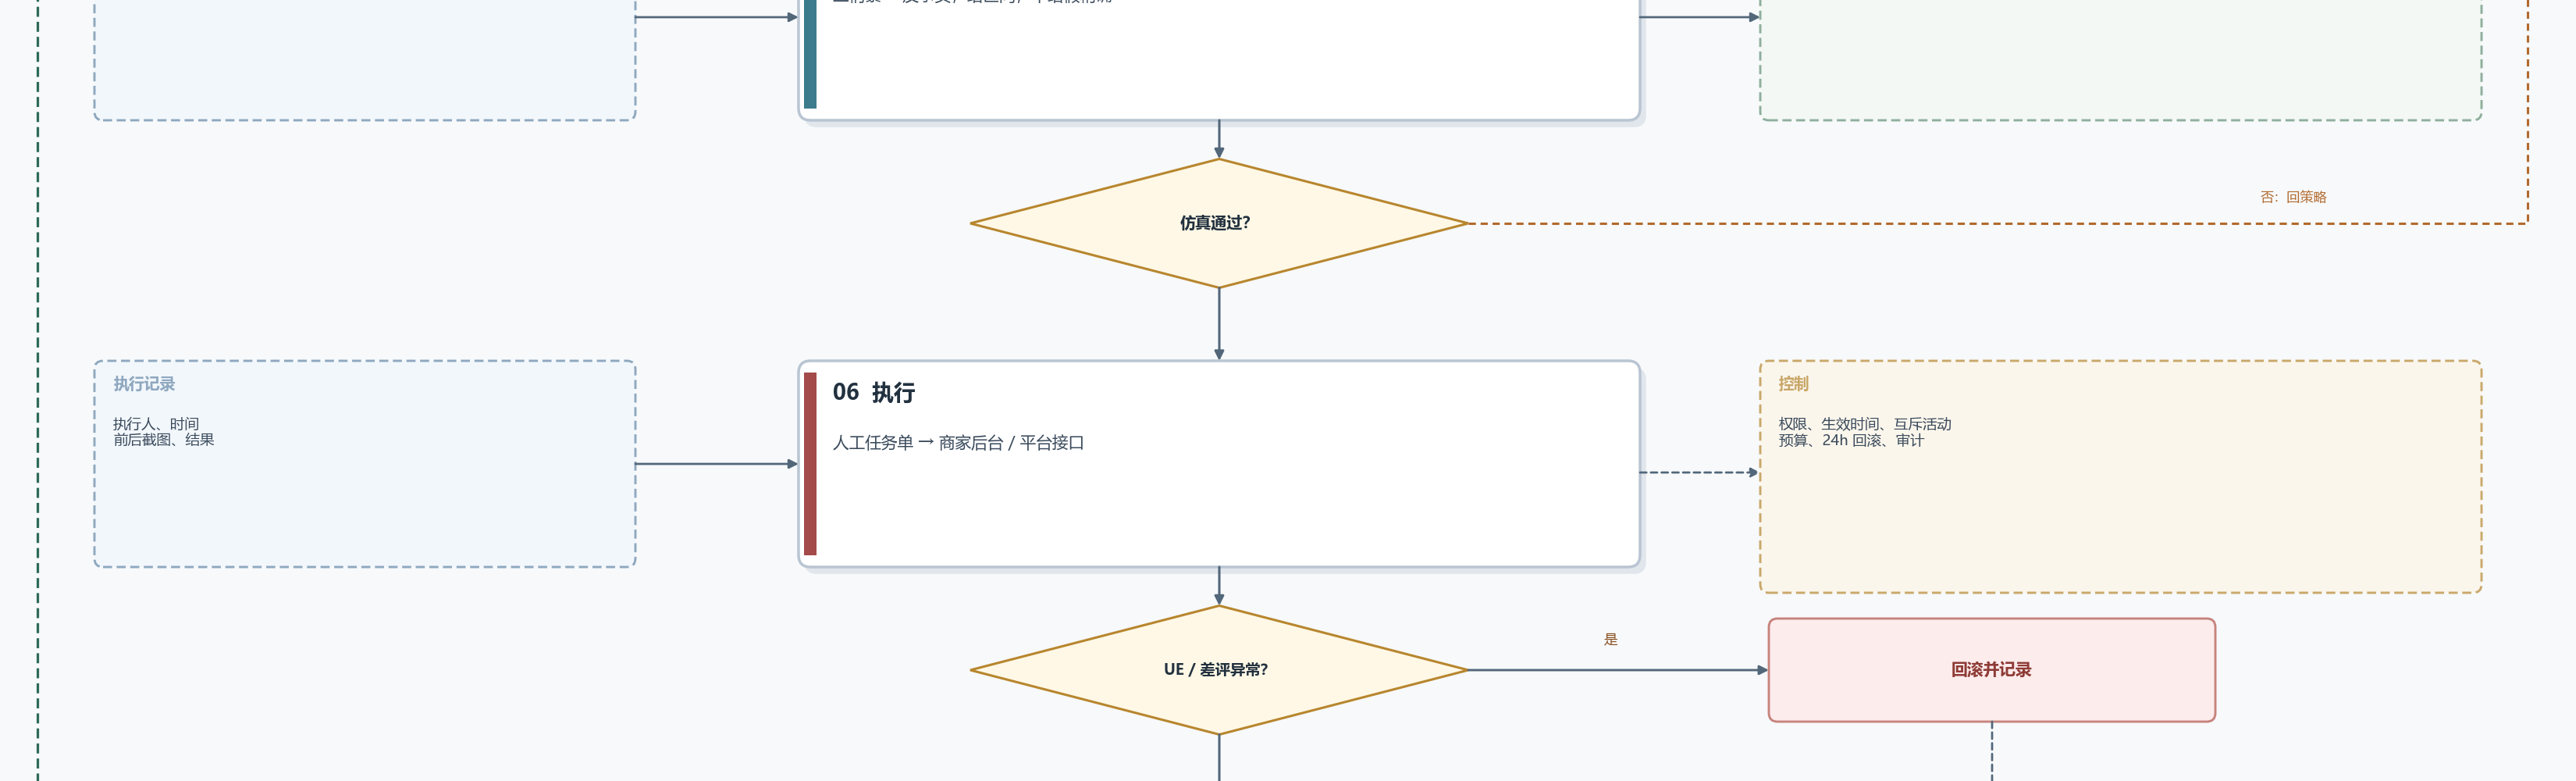 仿真通过?
否: 回策略
执行记录
执行人、时间
前后截图、结果
06 执行
人工任务单 → 商家后台 / 平台接口
控制
权限、生效时间、互斥活动
预算、24h 回滚、审计
UE / 差评异常?
是
回滚并记录